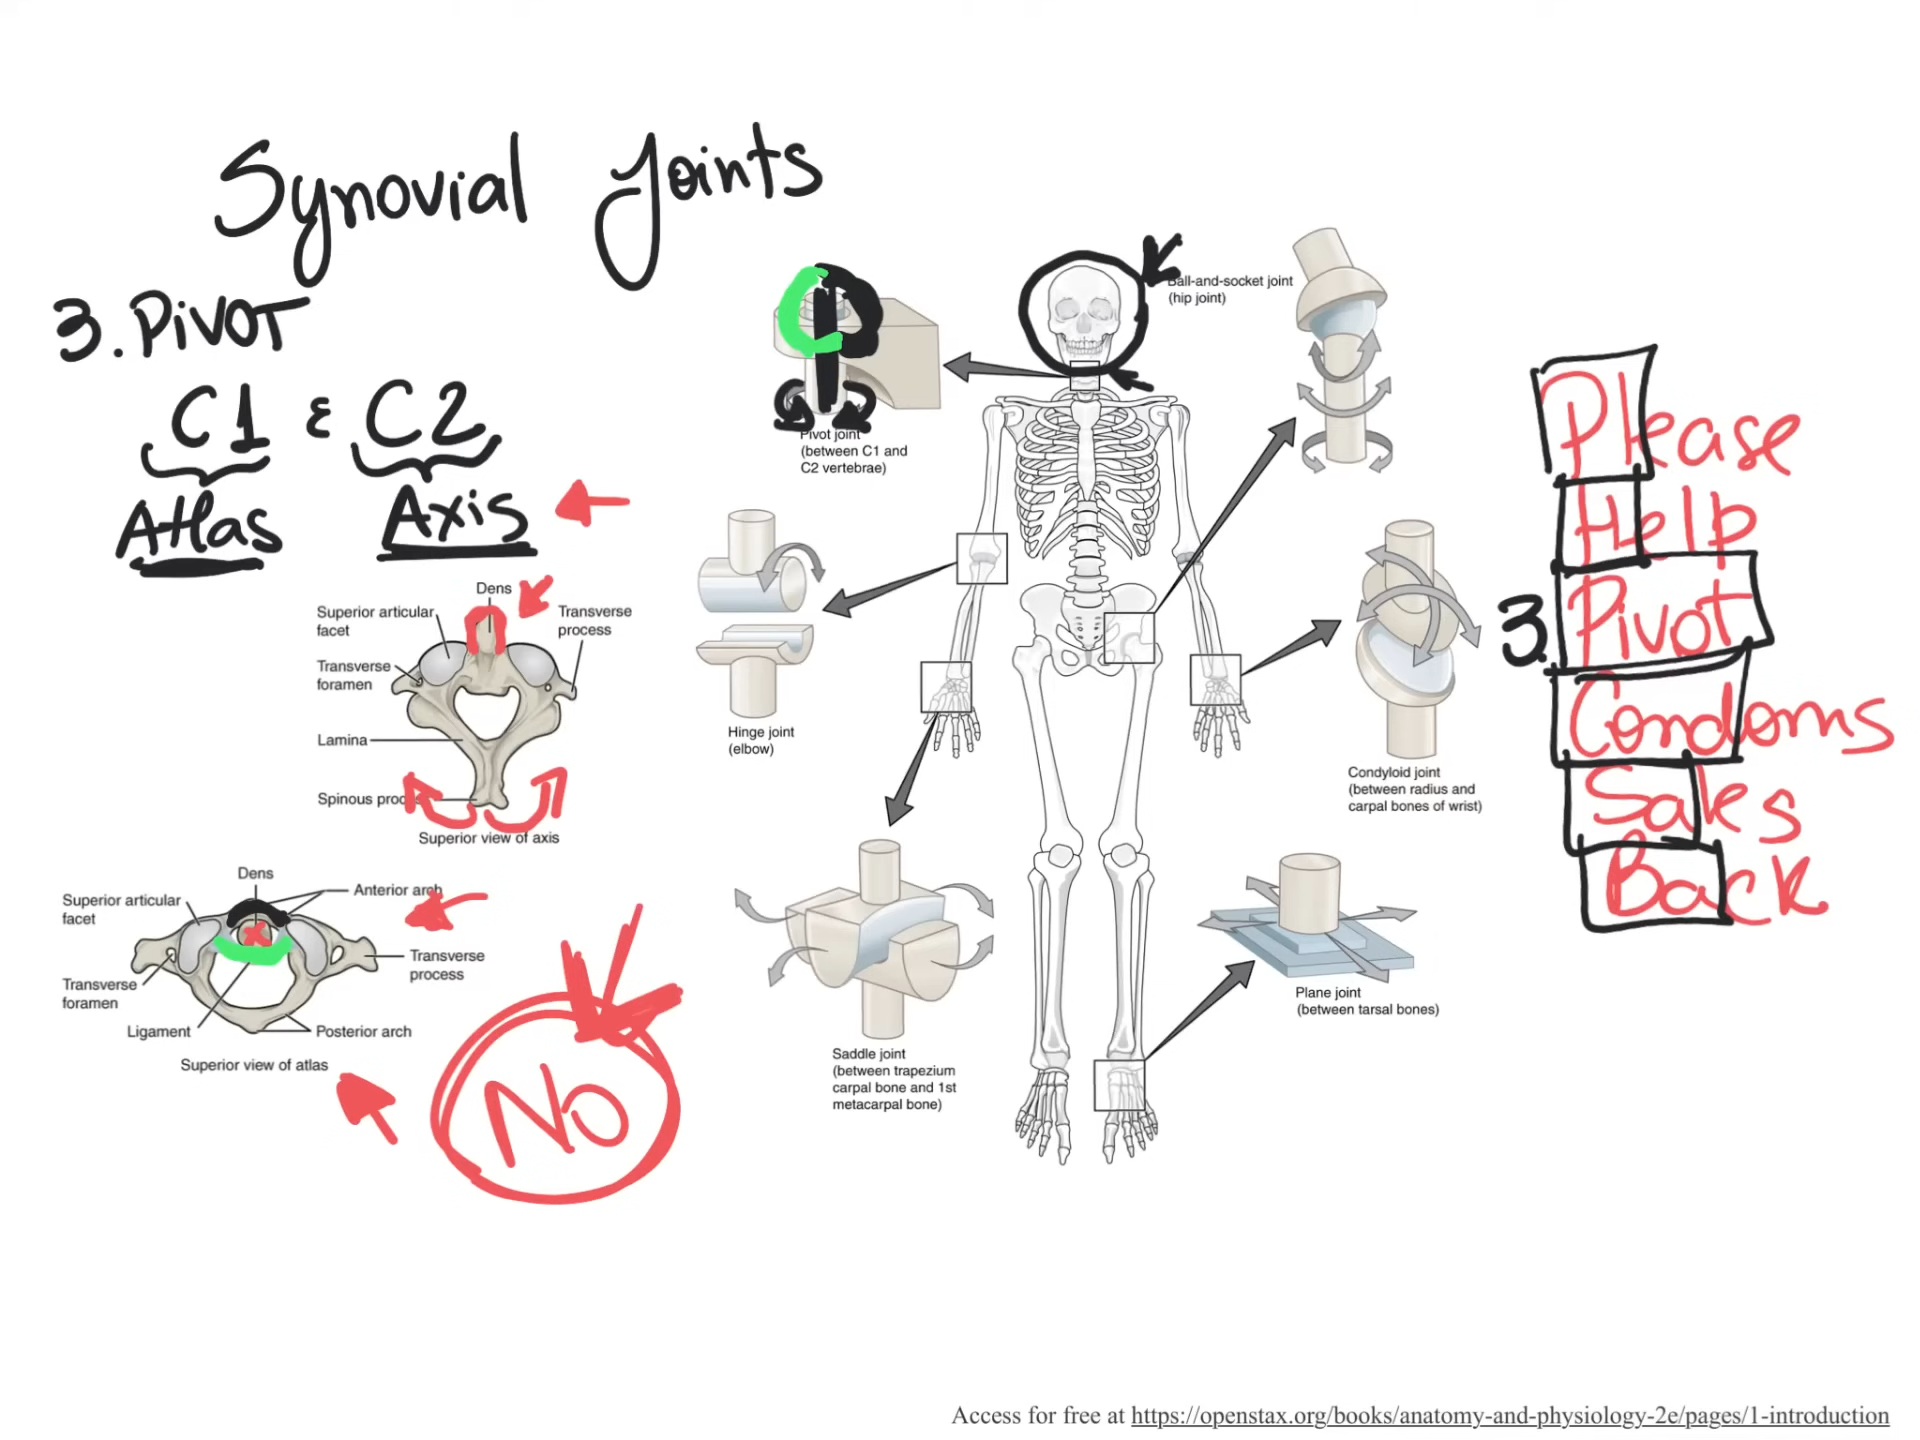 Synovial Joints
3. PivoT
C1 & C2
Atlas Axis
Dens
Superior articular
facet
Transverse
process
Transverse
foramen
Lamina
Spinous proc
Superior view of axis
Dens
Superior articular
facet
Anterior arch
Transverse
process
Transverse
foramen
Ligament
Posterior arch
Superior view of atlas
No
Pivot joint
(between C1 and
C2 vertebrae)
Ball-and-socket joint
(hip joint)
Hinge joint
(elbow)
Condyloid joint
(between radius and
carpal bones of wrist)
Saddle joint
(between trapezium
carpal bone and 1st
metacarpal bone)
Plane joint
(between tarsal bones)
Please
Help
3. Pivot
Condoms
Sales
Back
Access for free at https://openstax.org/books/anatomy-and-physiology-2e/pages/1-introduction